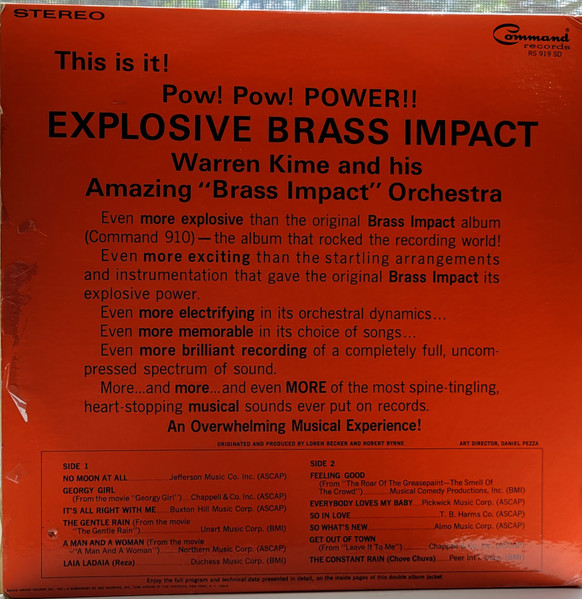 STEREO
Command
records
RS 919 SD
This is it!
Pow! Pow! POWER!!
EXPLOSIVE BRASS IMPACT
Warren Kime and his
Amazing "Brass Impact" Orchestra
Even more explosive than the original Brass Impact album
(Command 910)—the album that rocked the recording world!
Even more exciting than the startling arrangements
and instrumentation that gave the original Brass Impact its
explosive power.
Even more electrifying in its orchestral dynamics...
Even more memorable in its choice of songs...
Even more brilliant recording of a completely full, uncom-
pressed spectrum of sound.
More...and more...and even MORE of the most spine-tingling,
heart-stopping musical sounds ever put on records.
An Overwhelming Musical Experience!
ORIGINATED AND PRODUCED BY LOREN BECKER AND ROBERT BYRNE
ART DIRECTOR, DANIEL PEZZA
SIDE 1
NO MOON AT ALL Jefferson Music Co. Inc. (ASCAP)
GEORGY GIRL
(From the movie "Georgy Girl") Chappell & Co. Inc. (ASCAP)
IT'S ALL RIGHT WITH ME Buxton Hill Music Corp. (ASCAP)
THE GENTLE RAIN (From the movie
"The Gentle Rain") Unart Music Corp. (BMI)
A MAN AND A WOMAN (From the movie
"A Man And A Woman") Northern Music Corp. (ASCAP)
LAIA LADAIA (Reza) Duchess Music Corp. (BMI)
SIDE 2
FEELING GOOD
(From "The Roar Of The Greasepaint—The Smell Of
The Crowd") Musical Comedy Productions, Inc. (BMI)
EVERYBODY LOVES MY BABY Pickwick Music Corp. (ASCAP)
SO IN LOVE T. B. Harms Co. (ASCAP)
SO WHAT'S NEW Almo Music Corp. (ASCAP)
GET OUT OF TOWN
(From "Leave It To Me") (ASCAP)
THE CONSTANT RAIN (Chove Chuva) Peer (BMI)
Enjoy the full program and technical data presented in detail, on the inside pages of this double album jacket